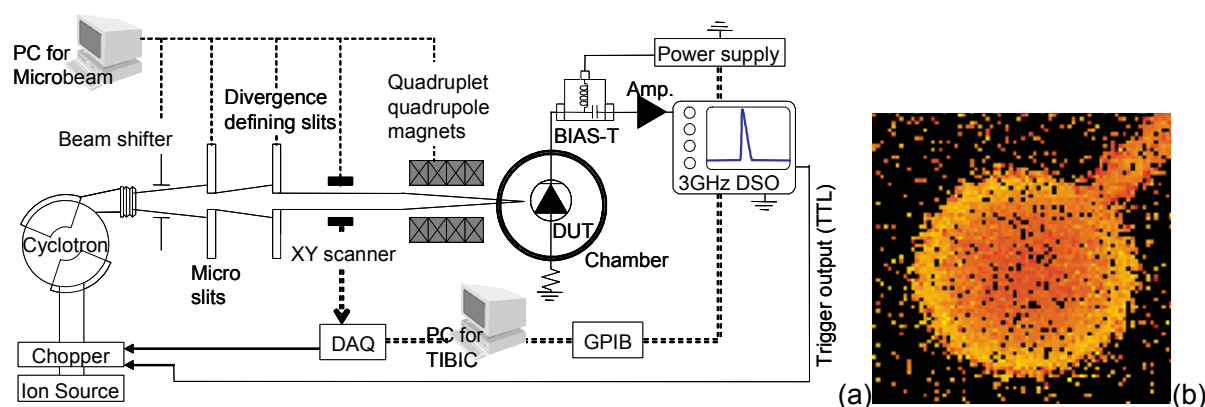 PC for
Microbeam
Beam shifter
Divergence
defining slits
Quadruplet
quadrupole
magnets
Power supply
Amp.
BIAS-T
3GHz DSO
Cyclotron
Micro
slits
XY scanner
DUT
Chamber
Chopper
Ion Source
DAQ
PC for
TIBIC
GPIB
Trigger output (TTL)
(a)
(b)